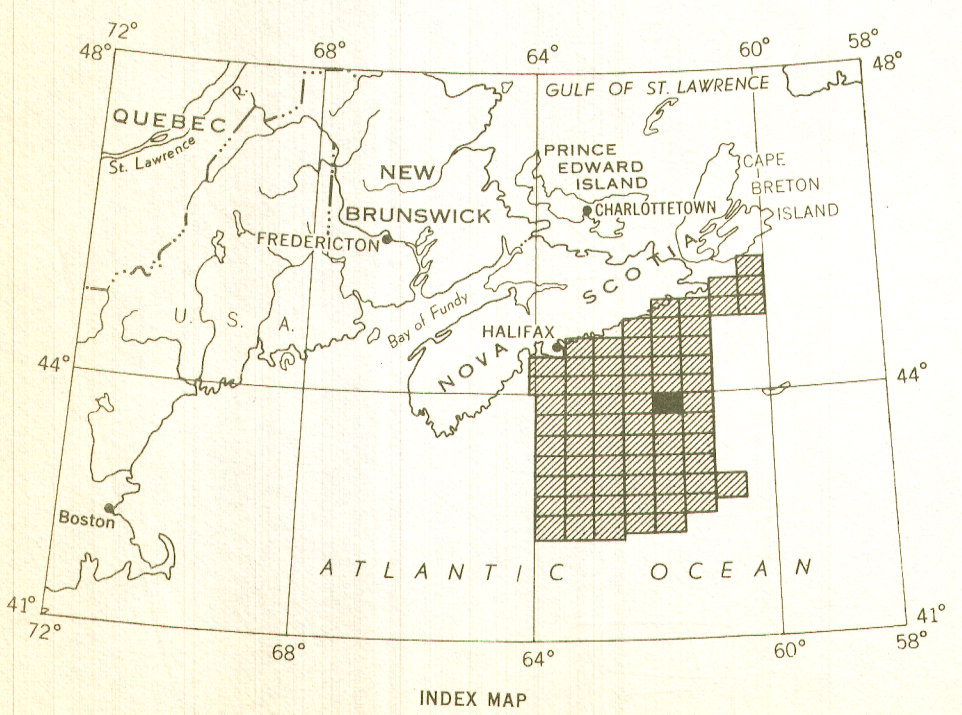 72°
68°
64°
60°
58°
48°
48°
GULF OF ST. LAWRENCE
R.
QUEBEC
St. Lawrence
PRINCE
EDWARD
ISLAND
CAPE
BRETON
ISLAND
NEW
BRUNSWICK
CHARLOTTETOWN
FREDERICTON
U. S. A.
Bay of Fundy
NOVA SCOTIA
HALIFAX
44°
44°
Boston
ATLANTIC OCEAN
41°
41°
72°
68°
64°
60°
58°
INDEX MAP